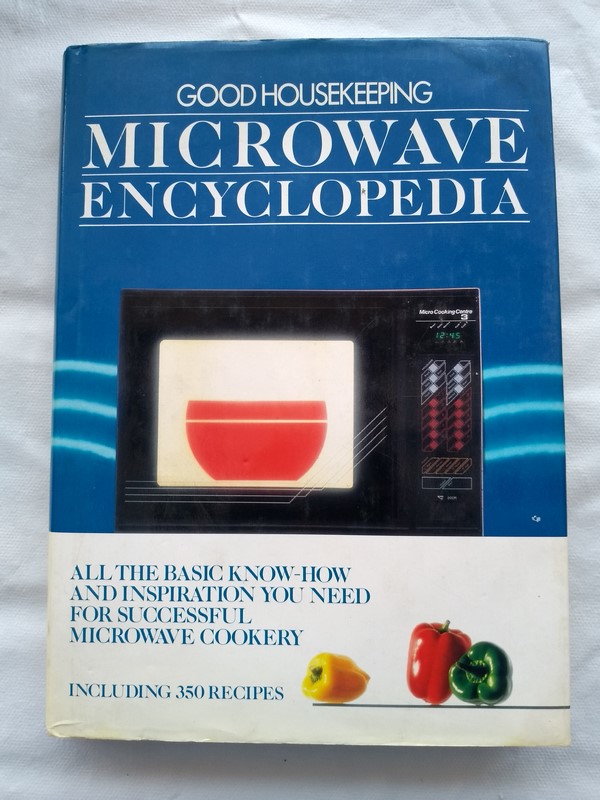 GOOD HOUSEKEEPING
MICROWAVE
ENCYCLOPEDIA
Micro Cooking Centre
3
12:45
ALL THE BASIC KNOW-HOW
AND INSPIRATION YOU NEED
FOR SUCCESSFUL
MICROWAVE COOKERY
INCLUDING 350 RECIPES